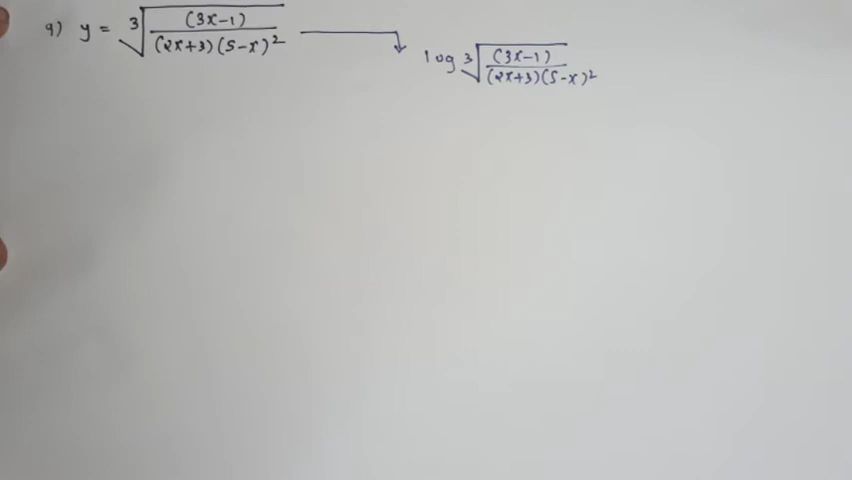 9) y = ∛((3x-1)/((2x+3)(5-x)²))
log ∛((3x-1)/((2x+3)(5-x)²))